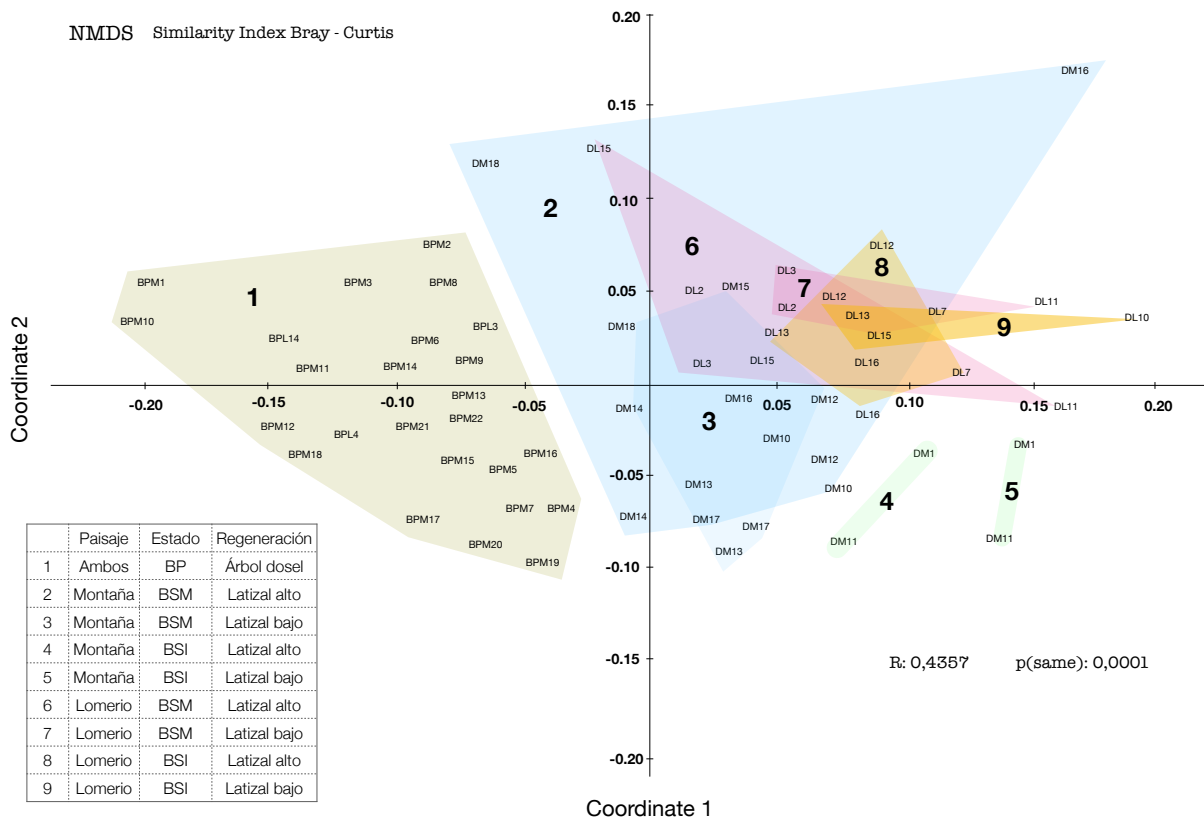 NMDS Similarity Index Bray - Curtis
0.20
DM16
0.15
DL15
DM18
0.10
2
6
DL12
BPM2
8
DL3
BPM1
BPM3
BPM8
7
1
0.05
DL2
DM15
DL12
DL11
DL2
DL7
BPM10
DL13
9
DL10
BPL3
DM18
DL13
DL15
BPL14
BPM6
BPM11
BPM14
BPM9
DL3
DL15
DL16
DL7
-0.20
-0.15
-0.10
-0.05
0.05
0.10
0.15
0.20
BPM13
DM14
DM16
DM12
DL11
BPM12
BPL4
BPM21
BPM22
3
DL16
DM10
DM1
BPM18
BPM15
BPM5
BPM16
DM12
DM1
-0.05
DM13
DM10
4
5
BPM17
BPM7
BPM4
DM14
DM17
DM17
BPM20
BPM19
DM13
DM11
DM11
-0.10
-0.15
-0.20
Coordinate 2
Coordinate 1
R: 0,4357 p(same): 0,0001
Paisaje Estado Regeneración
1 Ambos BP Árbol dosel
2 Montaña BSM Latizal alto
3 Montaña BSM Latizal bajo
4 Montaña BSI Latizal alto
5 Montaña BSI Latizal bajo
6 Lomerio BSM Latizal alto
7 Lomerio BSM Latizal bajo
8 Lomerio BSI Latizal alto
9 Lomerio BSI Latizal bajo